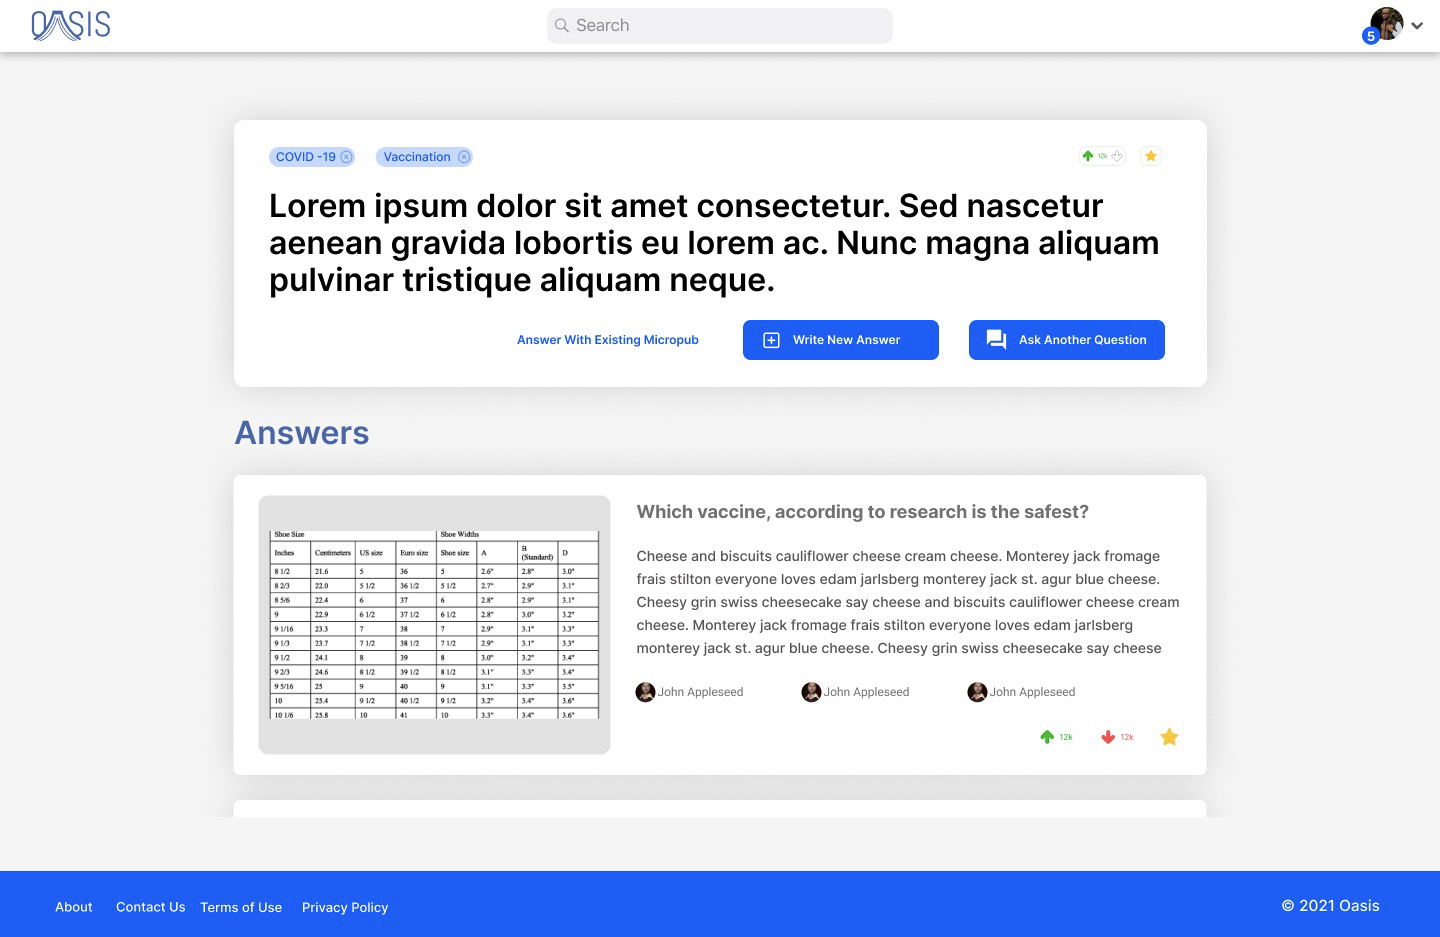 OASIS
Search
5
COVID -19
Vaccination
12k
Lorem ipsum dolor sit amet consectetur. Sed nascetur
aenean gravida lobortis eu lorem ac. Nunc magna aliquam
pulvinar tristique aliquam neque.
Answer With Existing Micropub
Write New Answer
Ask Another Question
Answers
Shoe Size Shoe Widths
Inches Centimeters US size Euro size Shoe size A B (Standard) D
8 1/2 21.6 5 36 5 2.6" 2.8" 3.0"
8 2/3 22.0 5 1/2 36 1/2 5 1/2 2.7" 2.9" 3.1"
8 5/6 22.4 6 37 6 2.8" 2.9" 3.1"
9 22.9 6 1/2 37 1/2 6 1/2 2.8" 3.0" 3.2"
9 1/16 23.3 7 38 7 2.9" 3.1" 3.3"
9 1/3 23.7 7 1/2 38 1/2 7 1/2 2.9" 3.1" 3.3"
9 1/2 24.1 8 39 8 3.0" 3.2" 3.4"
9 2/3 24.6 8 1/2 39 1/2 8 1/2 3.1" 3.3" 3.4"
9 5/16 25 9 40 9 3.1" 3.3" 3.5"
10 25.4 9 1/2 40 1/2 9 1/2 3.2" 3.4" 3.6"
10 1/6 25.8 10 41 10 3.3" 3.4" 3.6"
Which vaccine, according to research is the safest?
Cheese and biscuits cauliflower cheese cream cheese. Monterey jack fromage
frais stilton everyone loves edam jarlsberg monterey jack st. agur blue cheese.
Cheesy grin swiss cheesecake say cheese and biscuits cauliflower cheese cream
cheese. Monterey jack fromage frais stilton everyone loves edam jarlsberg
monterey jack st. agur blue cheese. Cheesy grin swiss cheesecake say cheese
John Appleseed John Appleseed John Appleseed
12k 12k
About Contact Us Terms of Use Privacy Policy
© 2021 Oasis